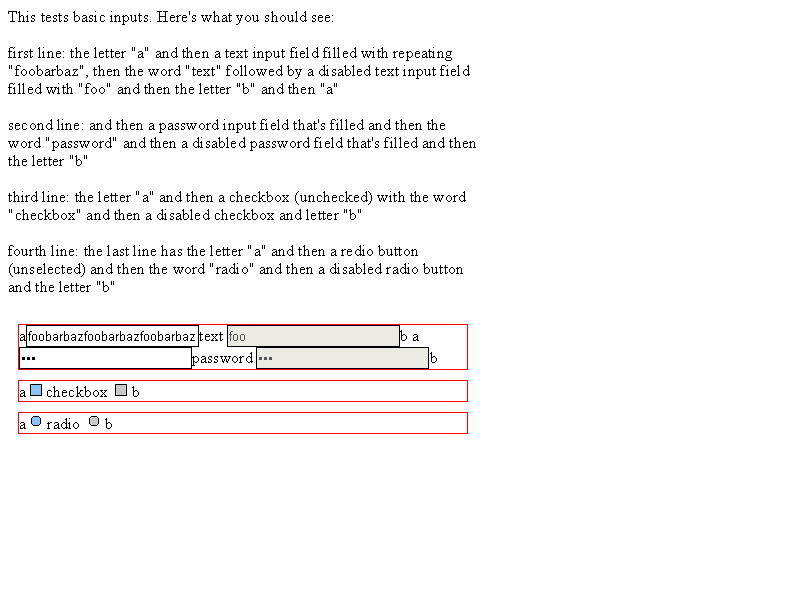 This tests basic inputs. Here's what you should see:
first line: the letter "a" and then a text input field filled with repeating
"foobarbaz", then the word "text" followed by a disabled text input field
filled with "foo" and then the letter "b" and then "a"
second line: and then a password input field that's filled and then the
word "password" and then a disabled password field that's filled and then
the letter "b"
third line: the letter "a" and then a checkbox (unchecked) with the word
"checkbox" and then a disabled checkbox and letter "b"
fourth line: the last line has the letter "a" and then a redio button
(unselected) and then the word "radio" and then a disabled radio button
and the letter "b"
afoobarbazfoobarbazfoobarbaz text foo b a
••• password ••• b
a checkbox b
a radio b